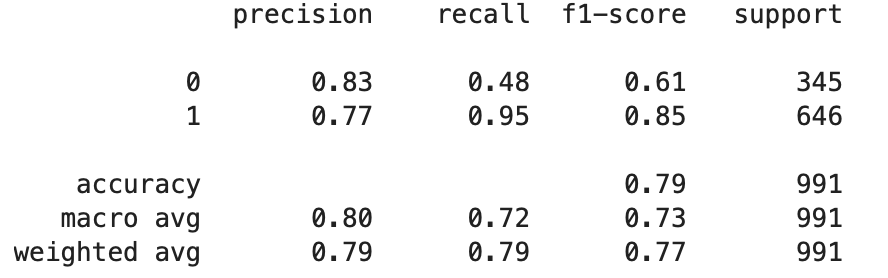 precision recall f1-score support
0 0.83 0.48 0.61 345
1 0.77 0.95 0.85 646
accuracy 0.79 991
macro avg 0.80 0.72 0.73 991
weighted avg 0.79 0.79 0.77 991